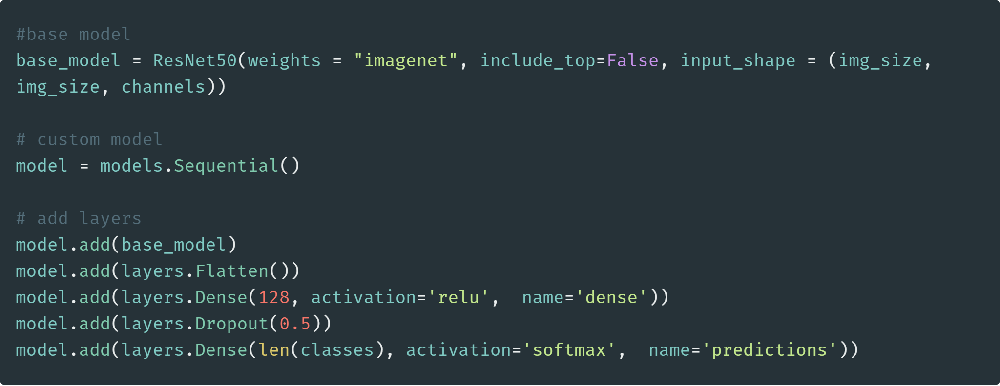 #base model
base_model = ResNet50(weights = "imagenet", include_top=False, input_shape = (img_size,
img_size, channels))
# custom model
model = models.Sequential()
# add layers
model.add(base_model)
model.add(layers.Flatten())
model.add(layers.Dense(128, activation='relu',  name='dense'))
model.add(layers.Dropout(0.5))
model.add(layers.Dense(len(classes), activation='softmax',  name='predictions'))